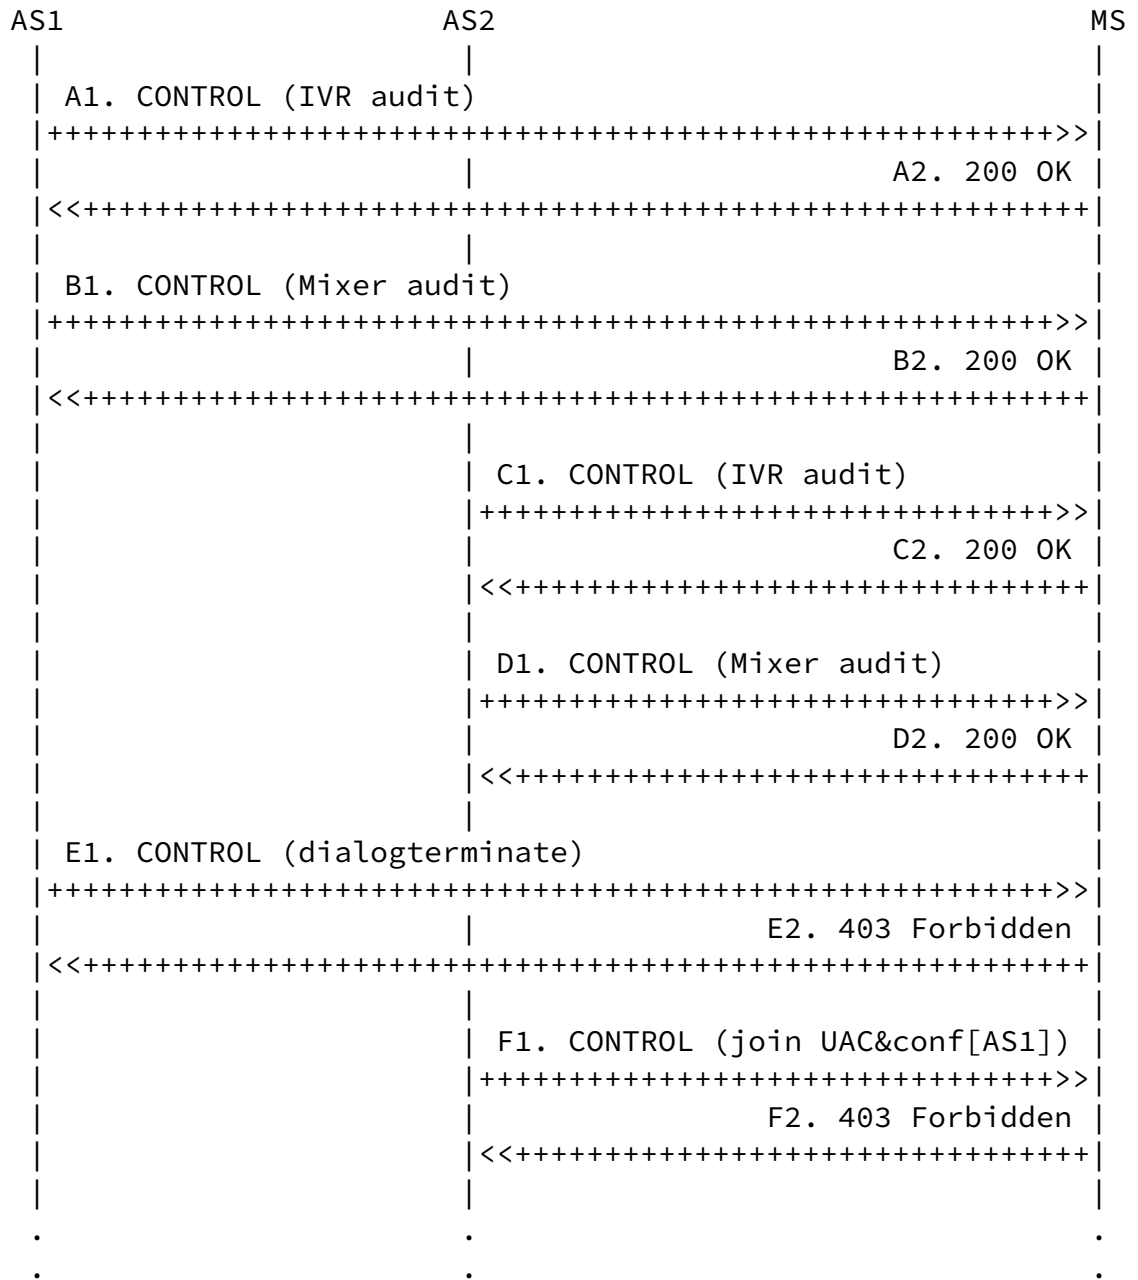 AS1 AS2 MS
A1. CONTROL (IVR audit)
A2. 200 OK
B1. CONTROL (Mixer audit)
B2. 200 OK
C1. CONTROL (IVR audit)
C2. 200 OK
D1. CONTROL (Mixer audit)
D2. 200 OK
E1. CONTROL (dialogterminate)
E2. 403 Forbidden
F1. CONTROL (join UAC&conf[AS1])
F2. 403 Forbidden